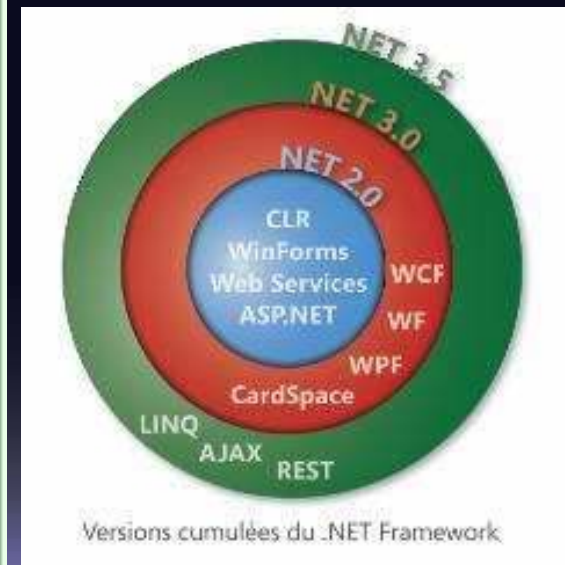 NET 3.5
NET 3.0
NET 2.0
CLR
WinForms
Web Services
ASP.NET
WCF
WF
WPF
CardSpace
LINQ
AJAX
REST
Versions cumulées du .NET Framework